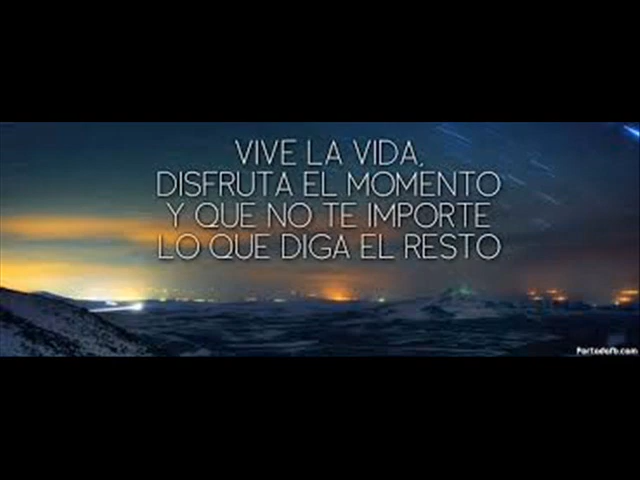 VIVE LA VIDA,
DISFRUTA EL MOMENTO
Y QUE NO TE IMPORTE
LO QUE DIGA EL RESTO
Portadafb.com